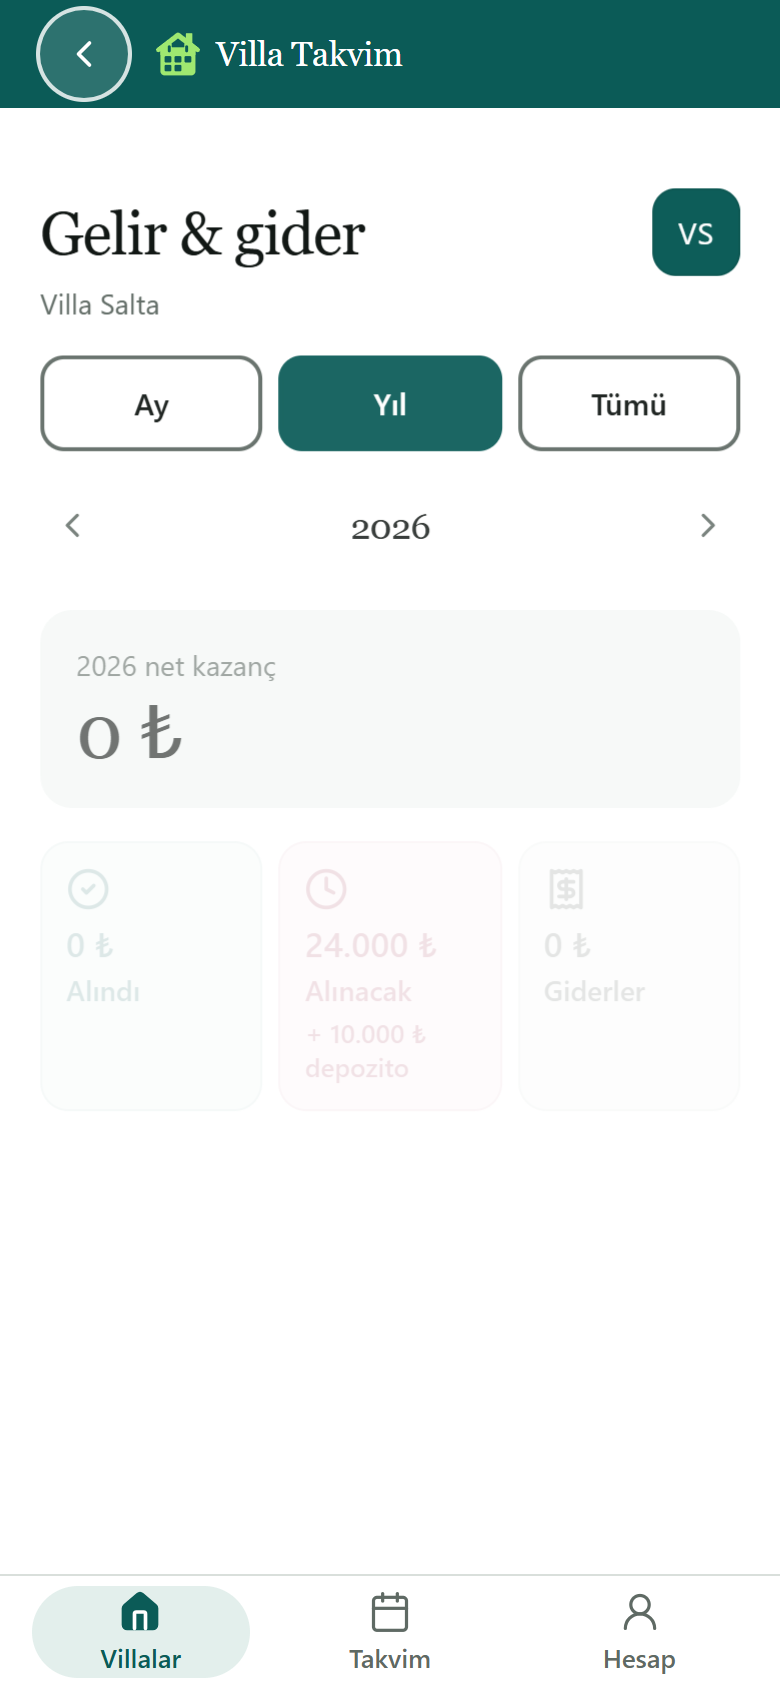 Villa Takvim
Gelir & gider
VS
Villa Salta
Ay
Yıl
Tümü
2026
2026 net kazanç
0 ₺
0 ₺
Alındı
24.000 ₺
Alınacak
+ 10.000 ₺
depozito
0 ₺
Giderler
Villalar
Takvim
Hesap